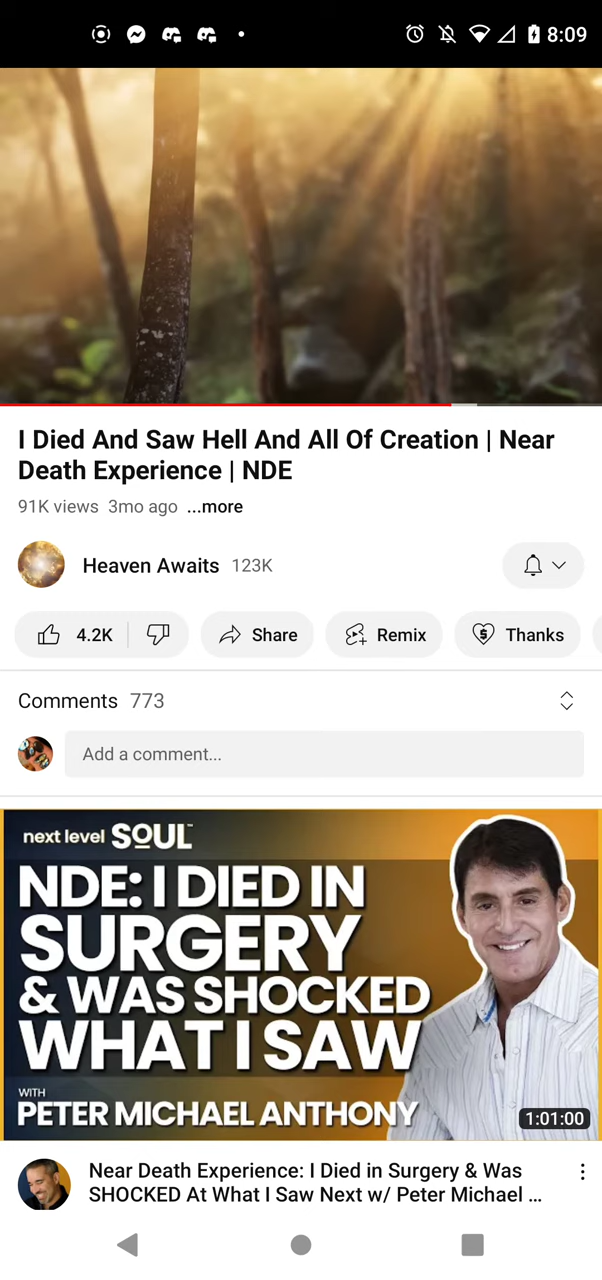 8:09
I Died And Saw Hell And All Of Creation | Near
Death Experience | NDE
91K views 3mo ago ...more
Heaven Awaits 123K
4.2K Share Remix Thanks
Comments 773
Add a comment...
next level SOUL
NDE: I DIED IN
SURGERY
& WAS SHOCKED
WHAT I SAW
WITH
PETER MICHAEL ANTHONY
1:01:00
Near Death Experience: I Died in Surgery & Was
SHOCKED At What I Saw Next w/ Peter Michael ...